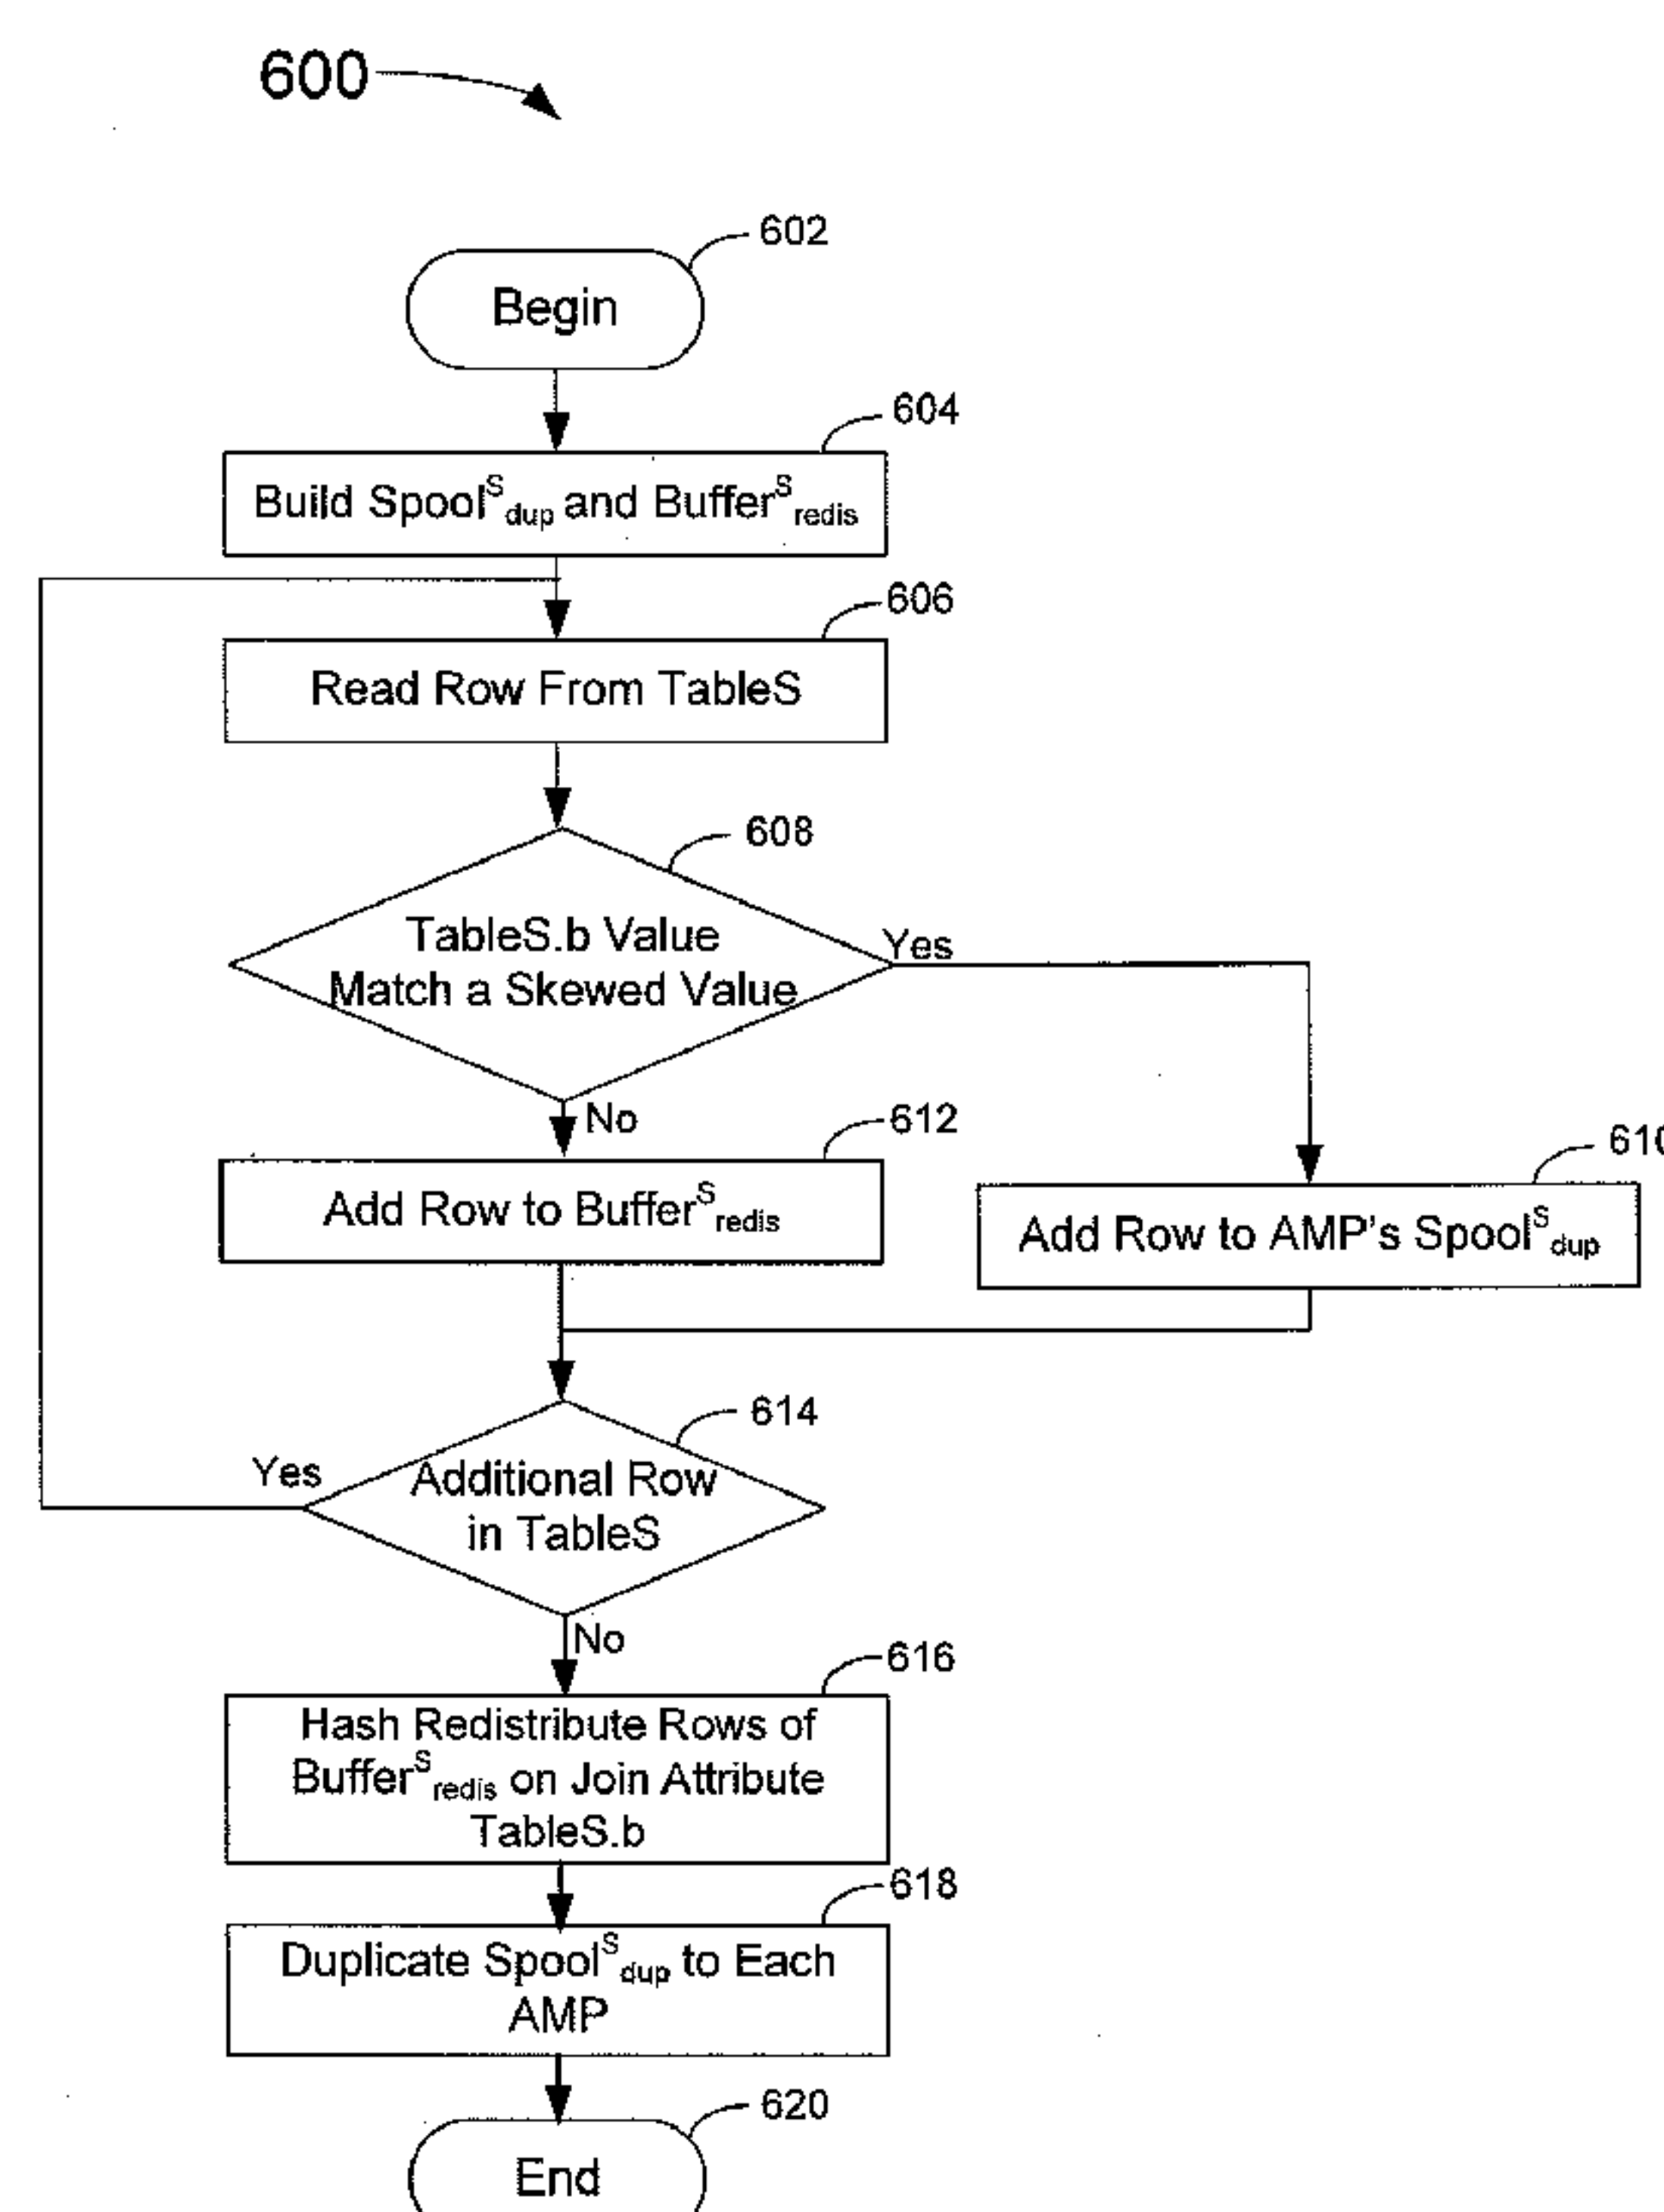 600
602
Begin
604
Build Spool^S_dup and Buffer^S_redis
606
Read Row From TableS
608
TableS.b Value
Match a Skewed Value
Yes
No
612
Add Row to Buffer^S_redis
610
Add Row to AMP's Spool^S_dup
614
Yes
Additional Row
in TableS
No
616
Hash Redistribute Rows of
Buffer^S_redis on Join Attribute
TableS.b
618
Duplicate Spool^S_dup to Each
AMP
620
End